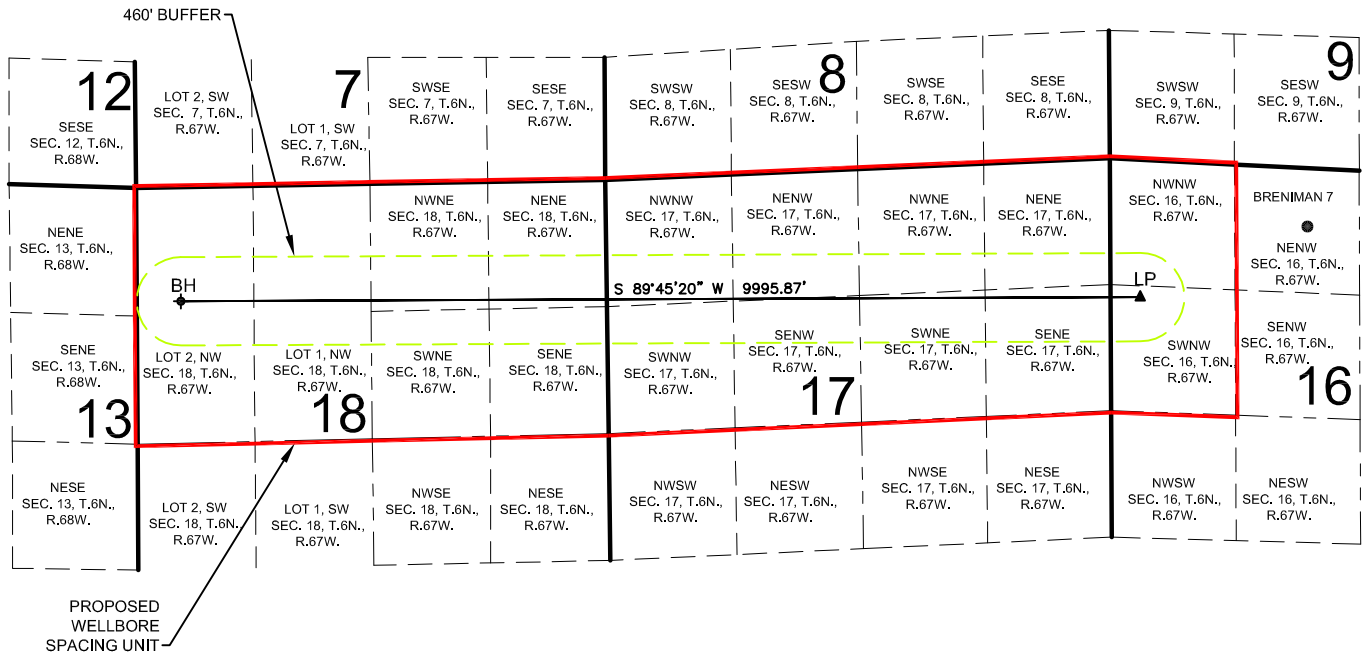 460' BUFFER
12
SESE
SEC. 12, T.6N.,
R.68W.
LOT 2, SW
SEC. 7, T.6N.,
R.67W.
7
LOT 1, SW
SEC. 7, T.6N.,
R.67W.
SWSE
SEC. 7, T.6N.,
R.67W.
SESE
SEC. 7, T.6N.,
R.67W.
SWSW
SEC. 8, T.6N.,
R.67W.
8
SESW
SEC. 8, T.6N.,
R.67W.
SWSE
SEC. 8, T.6N.,
R.67W.
SESE
SEC. 8, T.6N.,
R.67W.
SWSW
SEC. 9, T.6N.,
R.67W.
9
SESW
SEC. 9, T.6N.,
R.67W.
NENE
SEC. 13, T.6N.,
R.68W.
NWNE
SEC. 18, T.6N.,
R.67W.
NENE
SEC. 18, T.6N.,
R.67W.
NWNW
SEC. 17, T.6N.,
R.67W.
NENW
SEC. 17, T.6N.,
R.67W.
NWNE
SEC. 17, T.6N.,
R.67W.
NENE
SEC. 17, T.6N.,
R.67W.
NWNW
SEC. 16, T.6N.,
R.67W.
BRENIMAN 7
NENW
SEC. 16, T.6N.,
R.67W.
BH
S 89°45'20" W 9995.87'
LP
SENE
SEC. 13, T.6N.,
R.68W.
13
LOT 2, NW
SEC. 18, T.6N.,
R.67W.
LOT 1, NW
SEC. 18, T.6N.,
R.67W.
18
SWNE
SEC. 18, T.6N.,
R.67W.
SENE
SEC. 18, T.6N.,
R.67W.
SWNW
SEC. 17, T.6N.,
R.67W.
SENW
SEC. 17, T.6N.,
R.67W.
17
SWNE
SEC. 17, T.6N.,
R.67W.
SENE
SEC. 17, T.6N.,
R.67W.
SWNW
SEC. 16, T.6N.,
R.67W.
SENW
SEC. 16, T.6N.,
R.67W.
16
NESE
SEC. 13, T.6N.,
R.68W.
LOT 2, SW
SEC. 18, T.6N.,
R.67W.
LOT 1, SW
SEC. 18, T.6N.,
R.67W.
NWSE
SEC. 18, T.6N.,
R.67W.
NESE
SEC. 18, T.6N.,
R.67W.
NWSW
SEC. 17, T.6N.,
R.67W.
NESW
SEC. 17, T.6N.,
R.67W.
NWSE
SEC. 17, T.6N.,
R.67W.
NESE
SEC. 17, T.6N.,
R.67W.
NWSW
SEC. 16, T.6N.,
R.67W.
NESW
SEC. 16, T.6N.,
R.67W.
PROPOSED
WELLBORE
SPACING UNIT